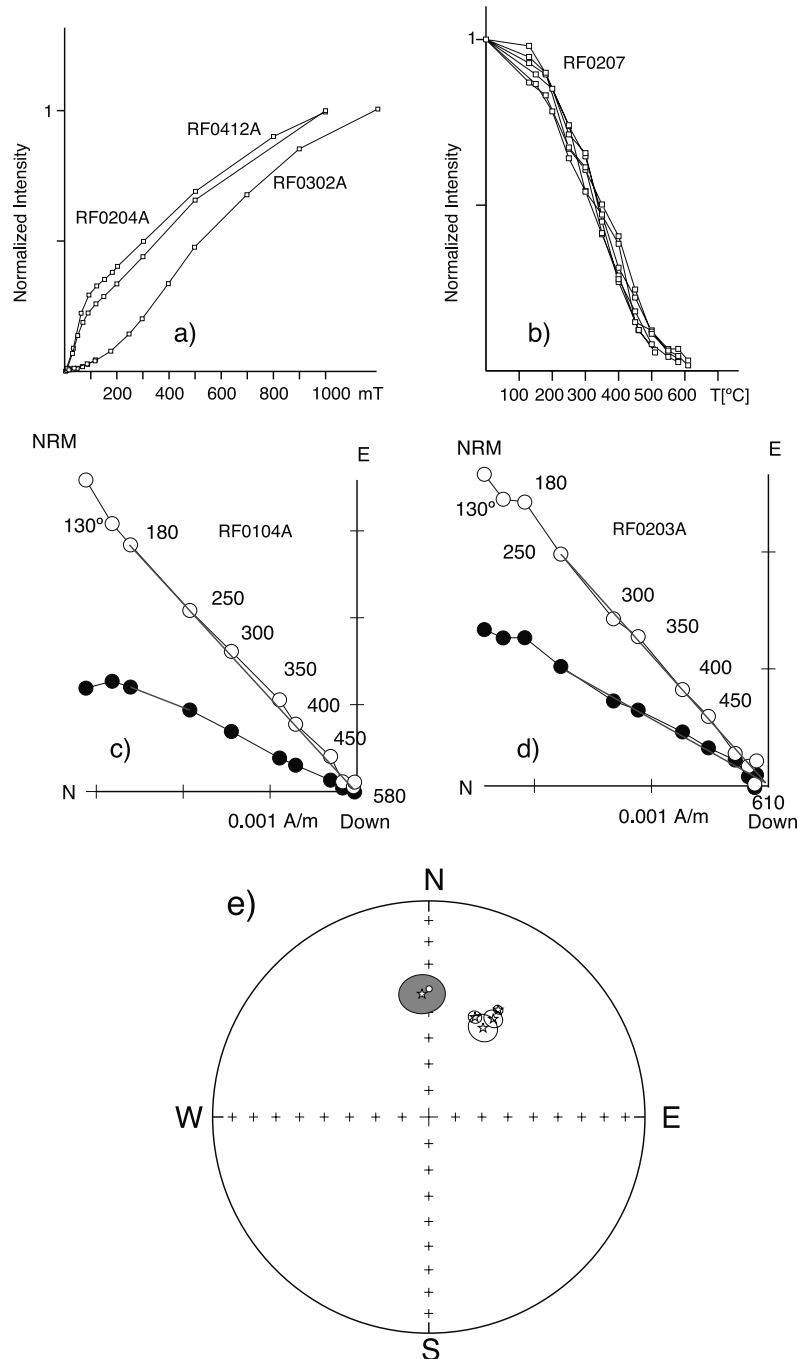 1
Normalized Intensity
RF0412A
RF0204A
RF0302A
a)
200 400 600 800 1000 mT
1
Normalized Intensity
RF0207
b)
100 200 300 400 500 600 T[ºC]
NRM
E
130º
180
RF0104A
250
300
350
400
450
c)
N
580
0.001 A/m
Down
NRM
E
130º
180
RF0203A
250
300
350
400
450
d)
N
610
0.001 A/m
Down
e)
N
W
E
S